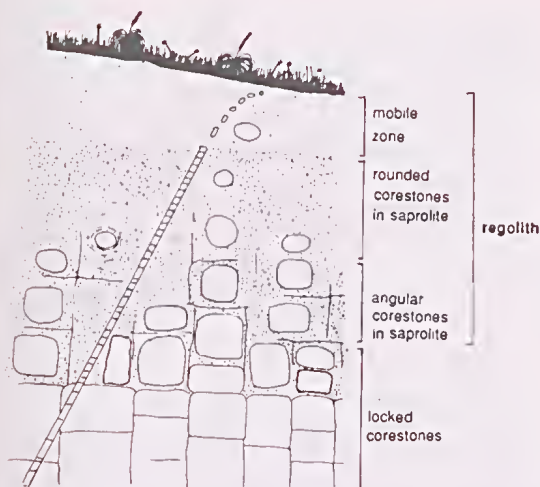 mobile
zone
rounded
corestones
in saprolite
regolith
angular
corestones
in saprolite
locked
corestones